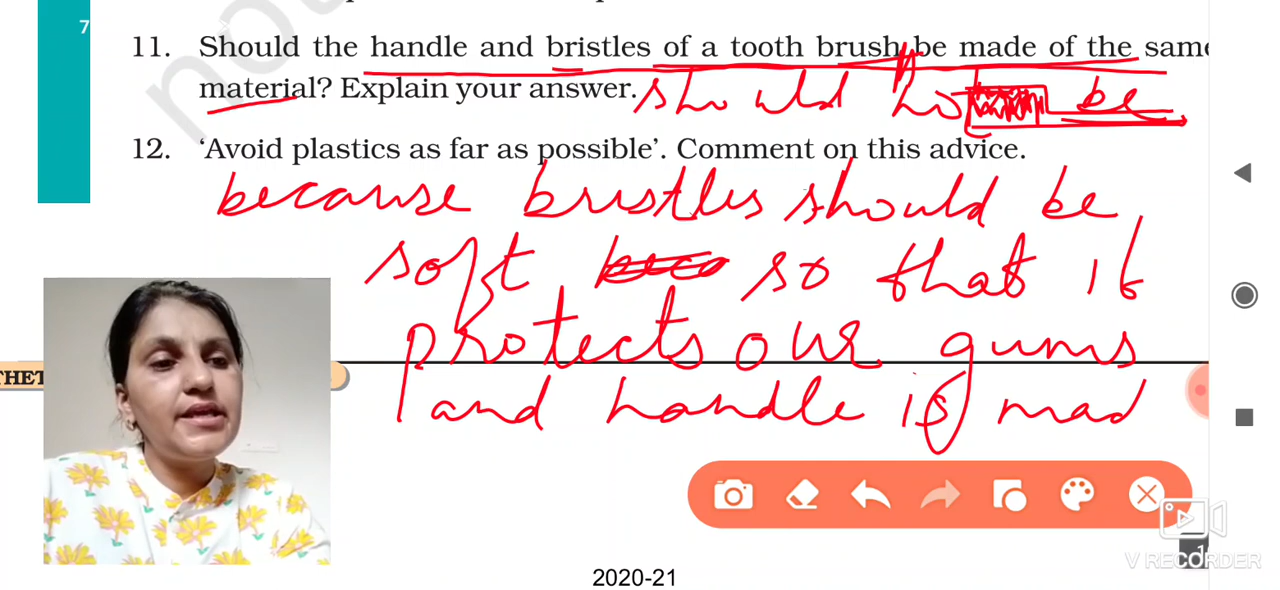 7
11. Should the handle and bristles of a tooth brush be made of the same
material? Explain your answer. should not be
12. ‘Avoid plastics as far as possible’. Comment on this advice.
because bristles should be
soft so that it
protects our gums
THET
and handle is mad
V RECORDER
2020-21